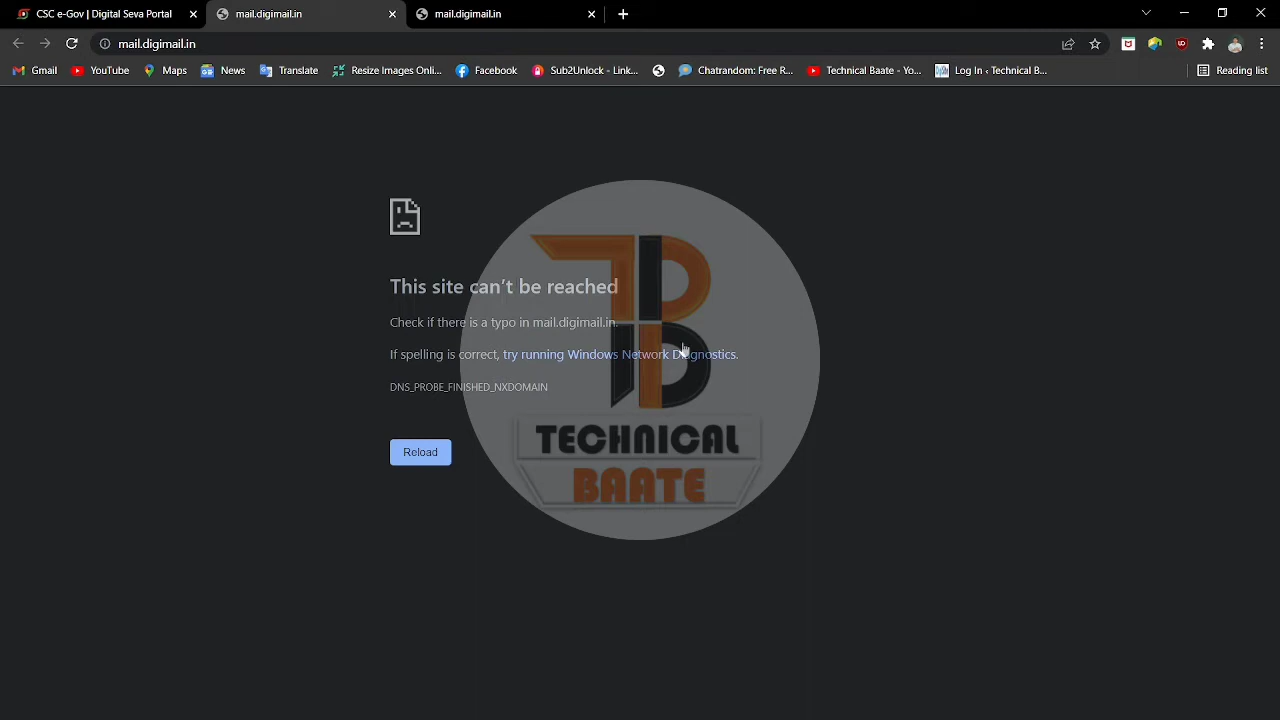 CSC e-Gov | Digital Seva Portal
mail.digimail.in
mail.digimail.in
mail.digimail.in
Gmail
YouTube
Maps
News
Translate
Resize Images Onli...
Facebook
Sub2Unlock - Link...
Chatrandom: Free R...
Technical Baate - Yo...
Log In ‹ Technical B...
Reading list
This site can't be reached
Check if there is a typo in mail.digimail.in.
If spelling is correct, try running Windows Network Diagnostics.
DNS_PROBE_FINISHED_NXDOMAIN
Reload
TB
TECHNICAL
BAATE